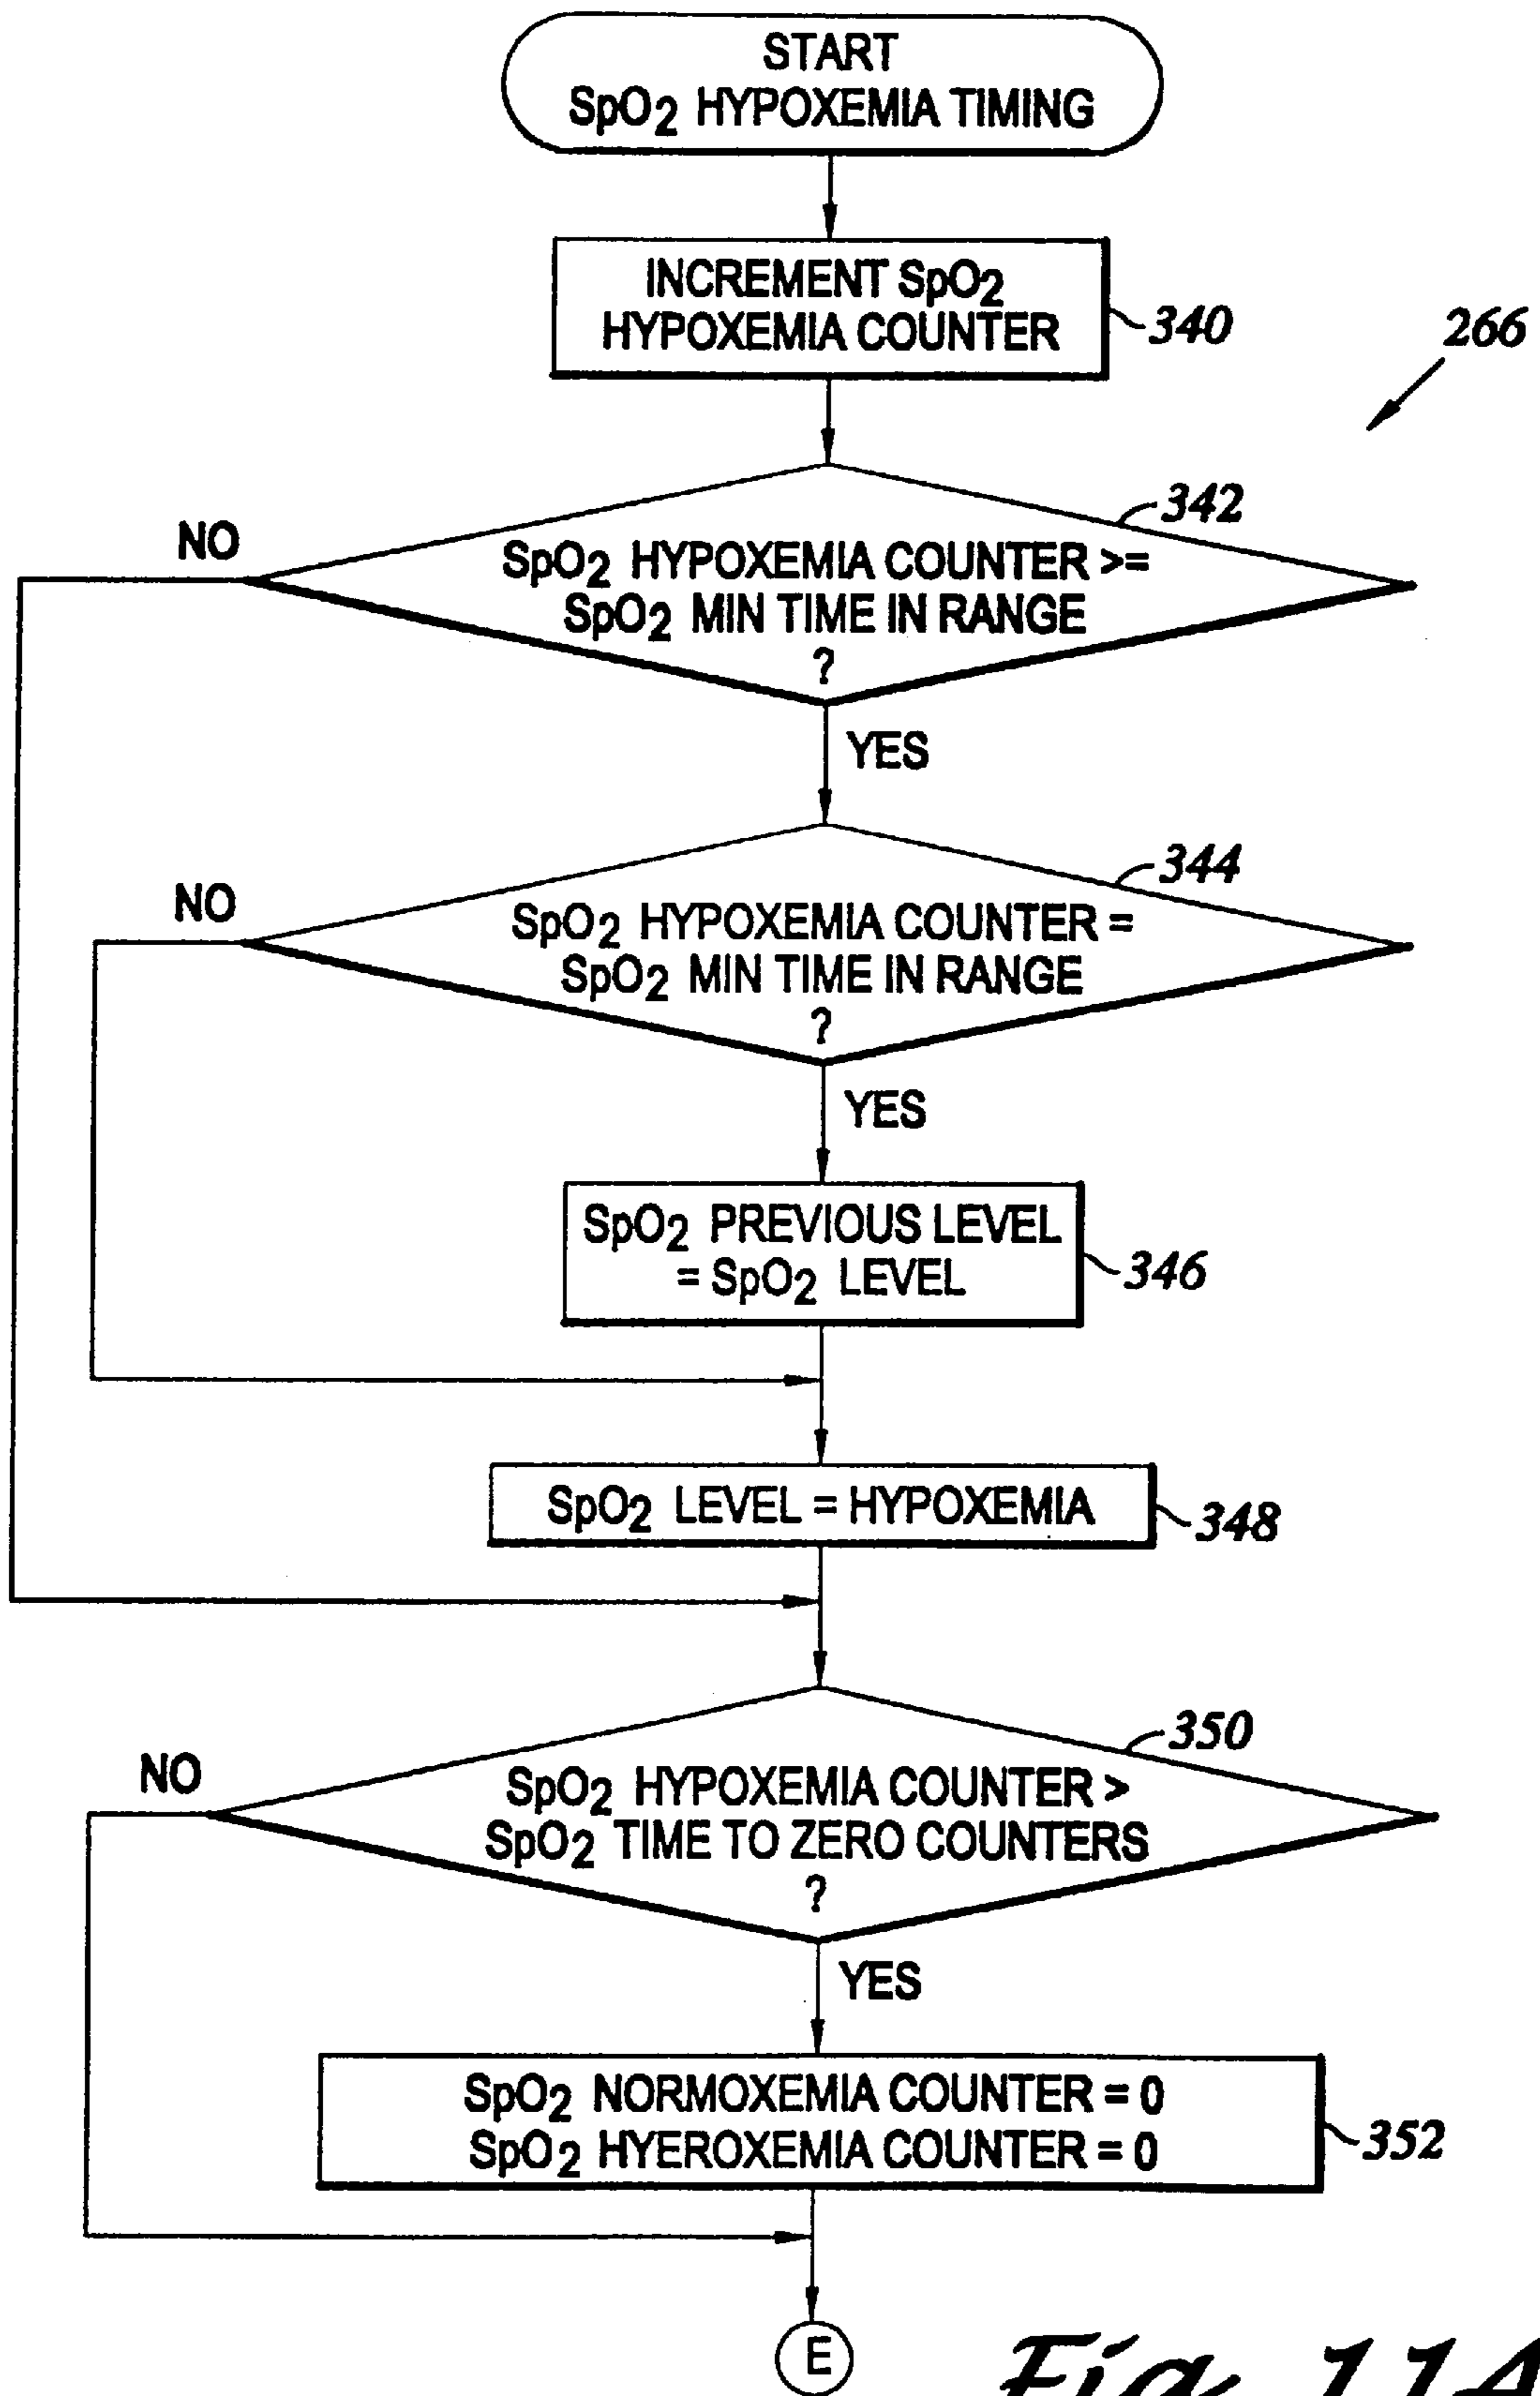 START
SpO2 HYPOXEMIA TIMING
INCREMENT SpO2
HYPOXEMIA COUNTER
340
266
342
NO
SpO2 HYPOXEMIA COUNTER >=
SpO2 MIN TIME IN RANGE
?
YES
344
NO
SpO2 HYPOXEMIA COUNTER =
SpO2 MIN TIME IN RANGE
?
YES
SpO2 PREVIOUS LEVEL
= SpO2 LEVEL
346
SpO2 LEVEL = HYPOXEMIA
348
350
NO
SpO2 HYPOXEMIA COUNTER >
SpO2 TIME TO ZERO COUNTERS
?
YES
SpO2 NORMOXEMIA COUNTER = 0
SpO2 HYEROXEMIA COUNTER = 0
352
E
Fig. 11A